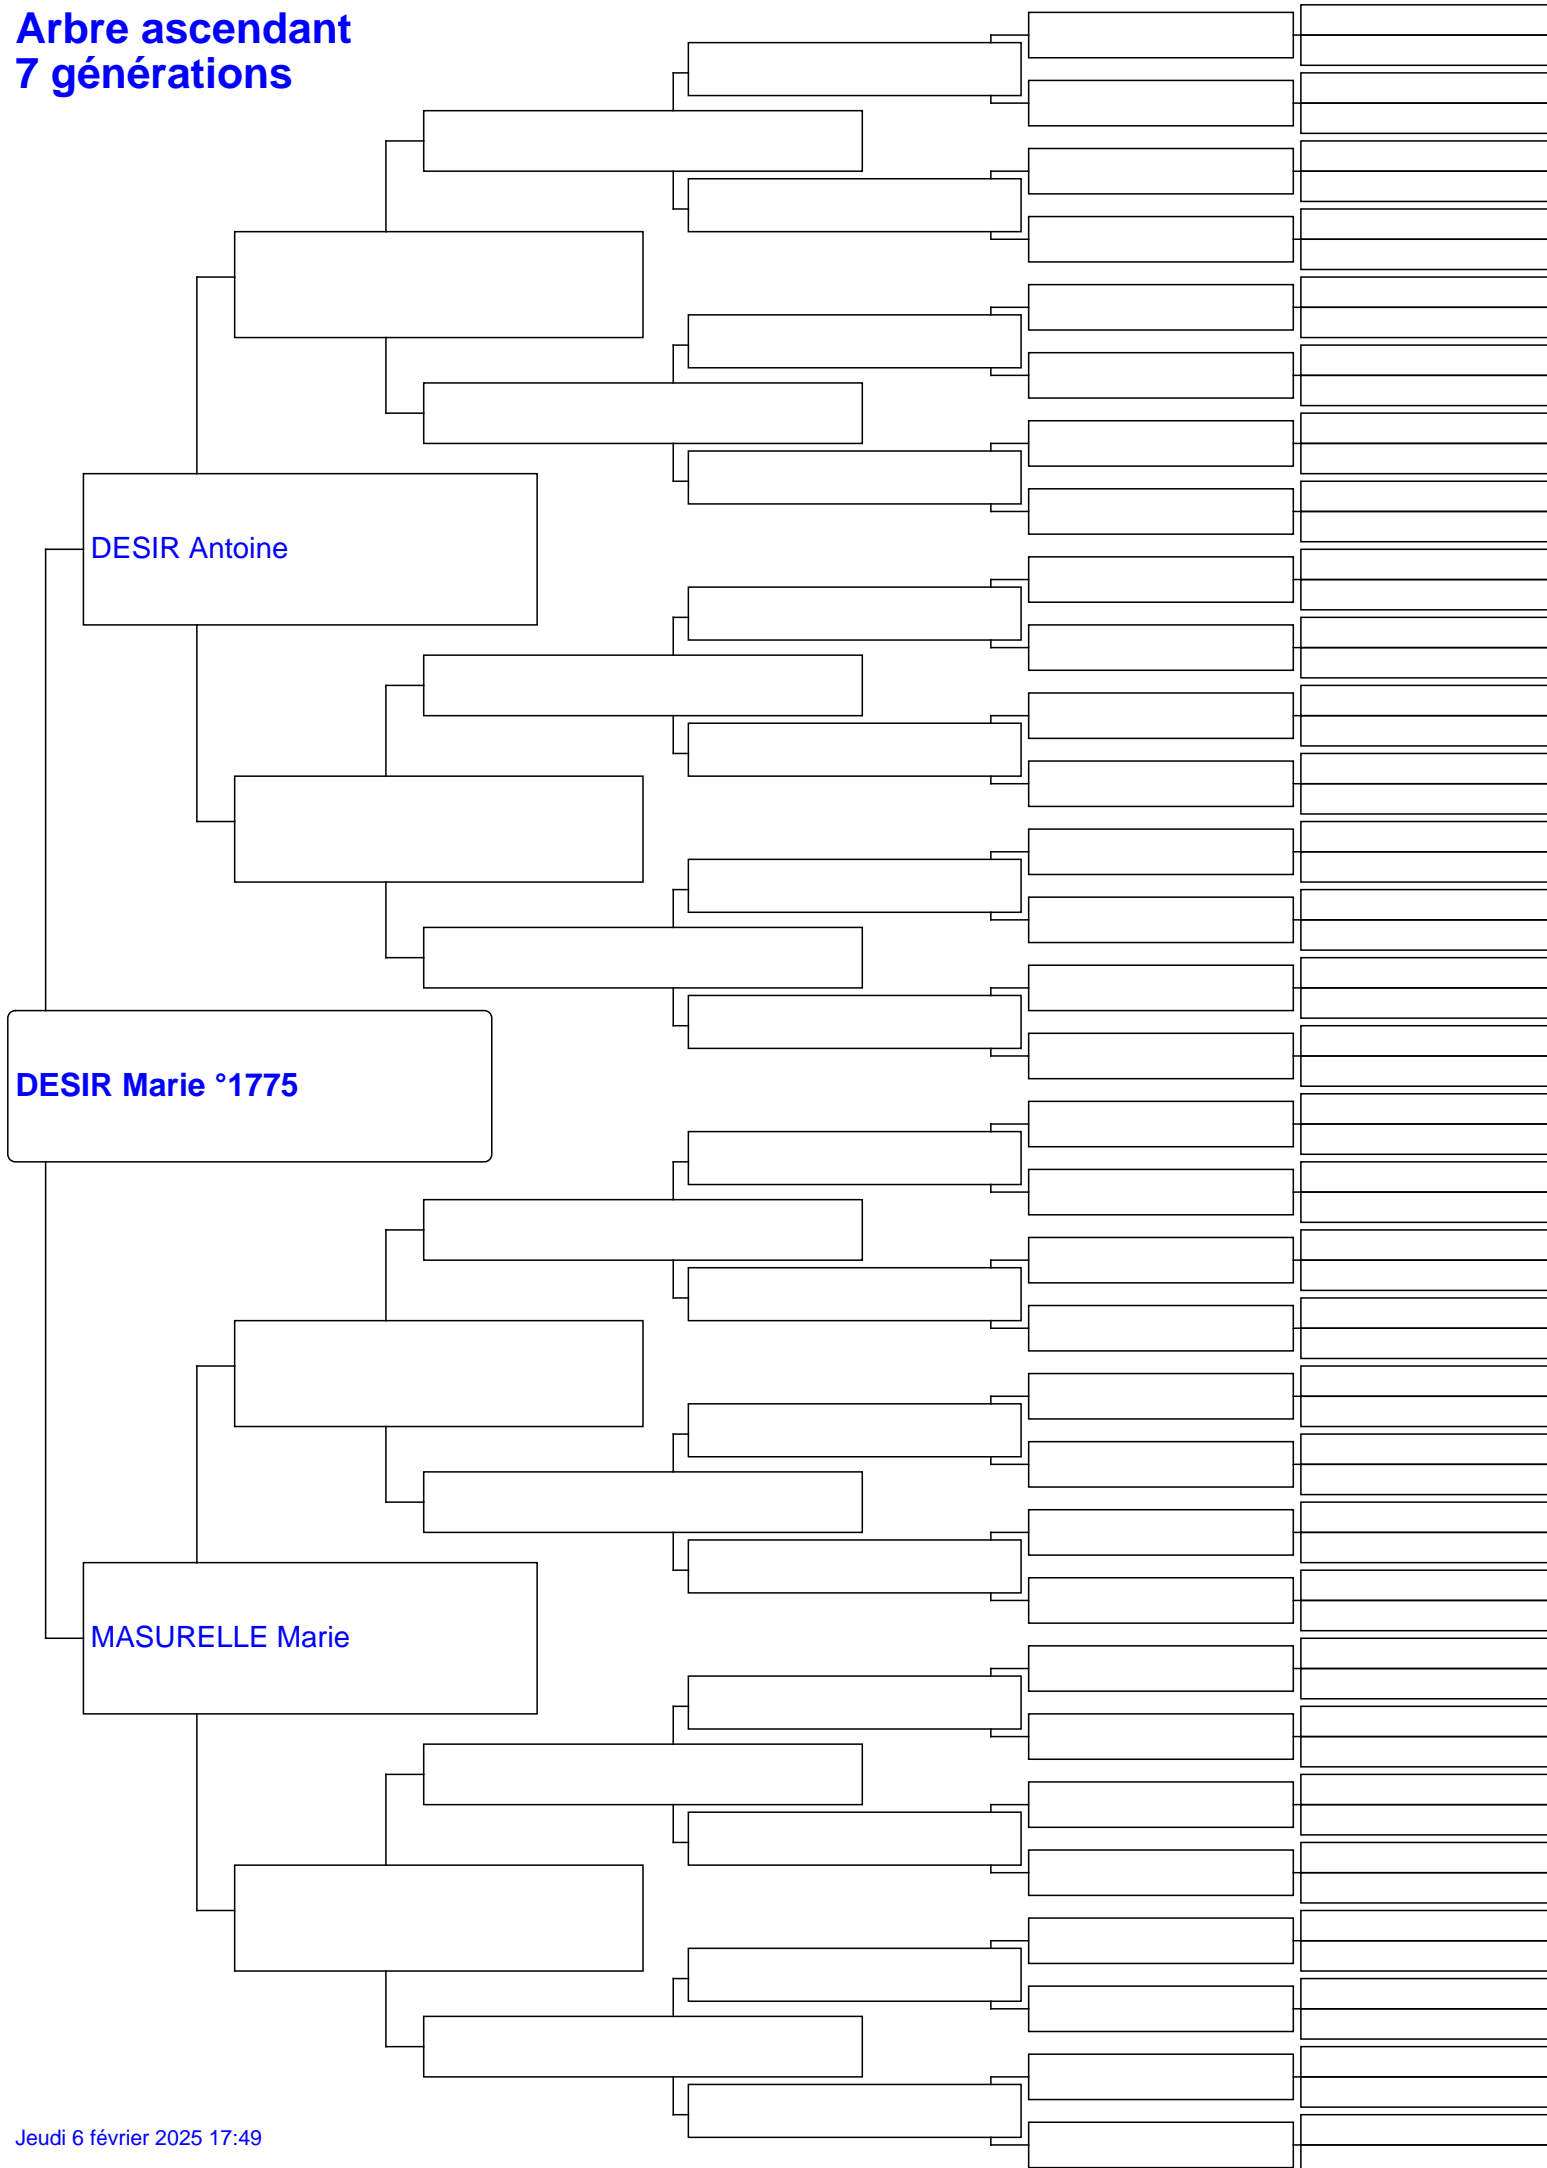 Arbre ascendant
7 générations
DESIR Antoine
DESIR Marie °1775
MASURELLE Marie
Jeudi 6 février 2025 17:49